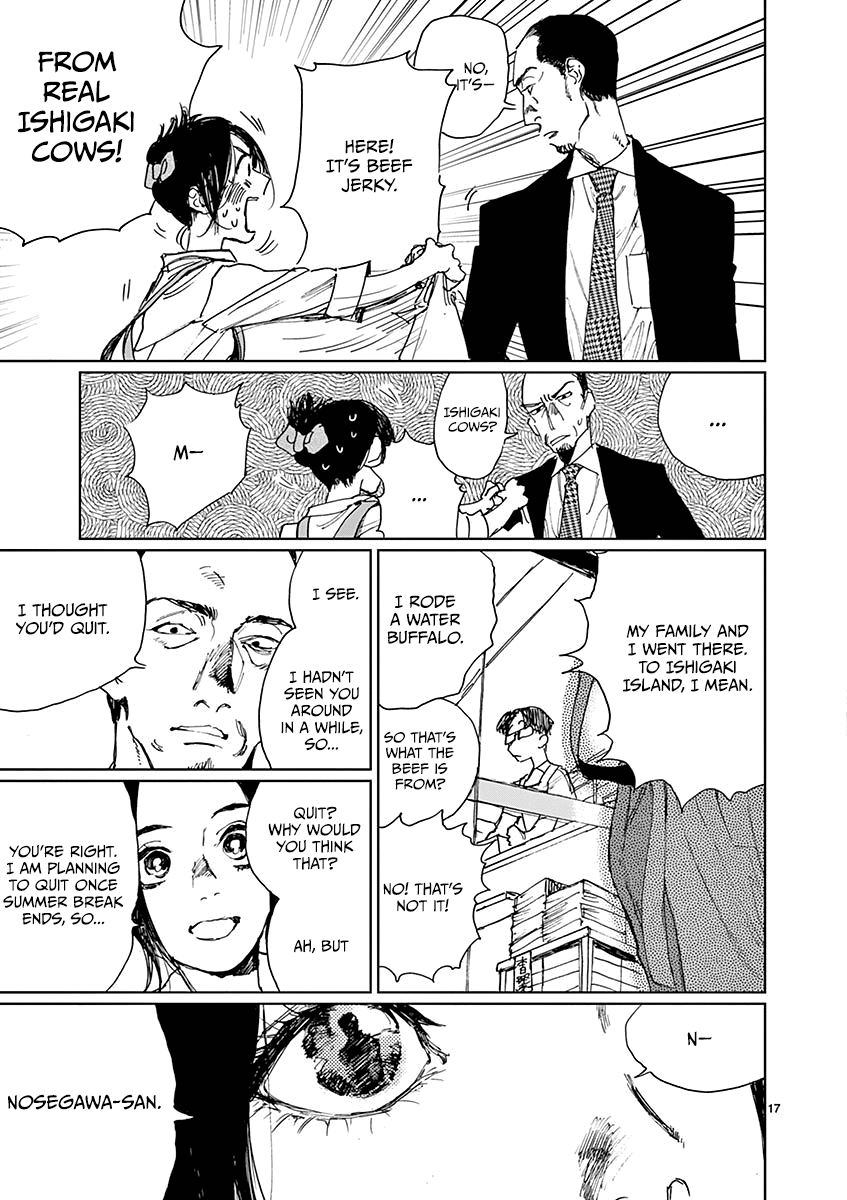 NO,
IT'S—
HERE!
IT'S BEEF
JERKY.
FROM
REAL
ISHIGAKI
COWS!
...
ISHIGAKI
COWS?
...
M—
MY FAMILY AND
I WENT THERE.
TO ISHIGAKI
ISLAND, I MEAN.
I RODE
A WATER
BUFFALO.
SO THAT'S
WHAT THE
BEEF IS
FROM?
NO! THAT'S
NOT IT!
I SEE.
I HADN'T
SEEN YOU
AROUND
IN A WHILE,
SO...
I THOUGHT
YOU'D QUIT.
QUIT?
WHY WOULD
YOU THINK
THAT?
AH, BUT
YOU'RE RIGHT.
I AM PLANNING
TO QUIT ONCE
SUMMER BREAK
ENDS, SO...
N—
NOSEGAWA-SAN.
17